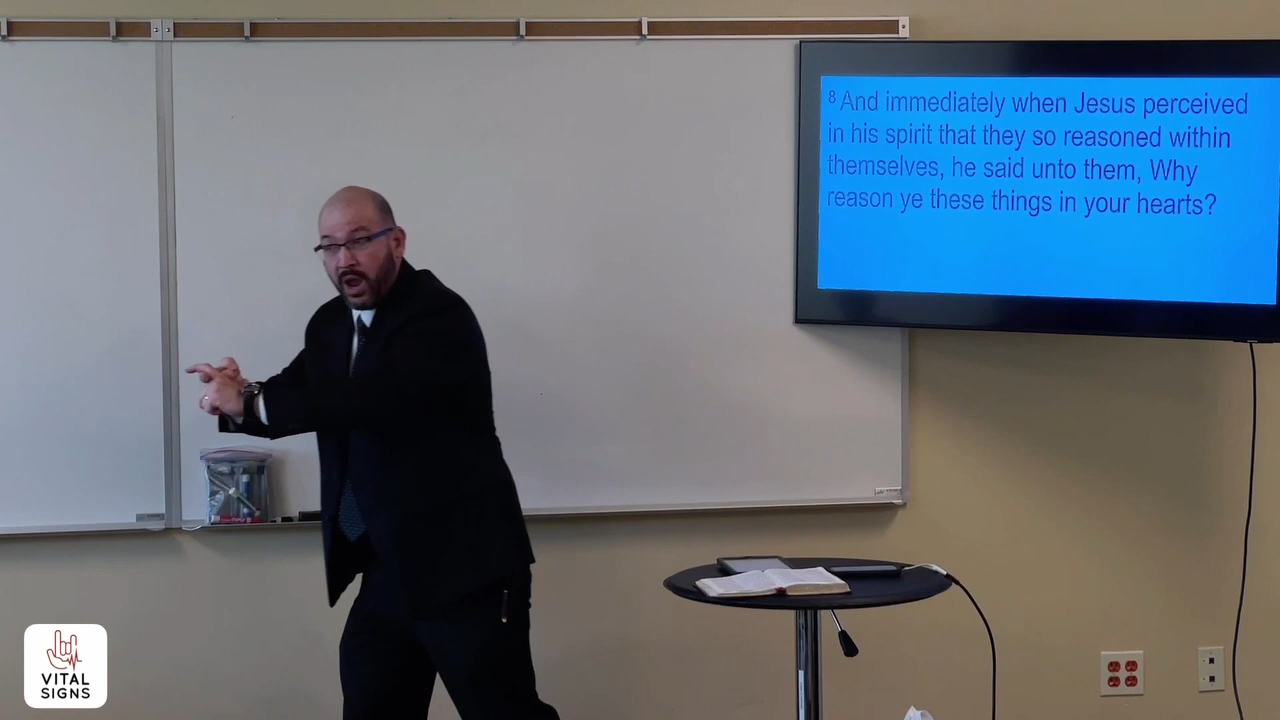 8 And immediately when Jesus perceived
in his spirit that they so reasoned within
themselves, he said unto them, Why
reason ye these things in your hearts?
VITAL
SIGNS